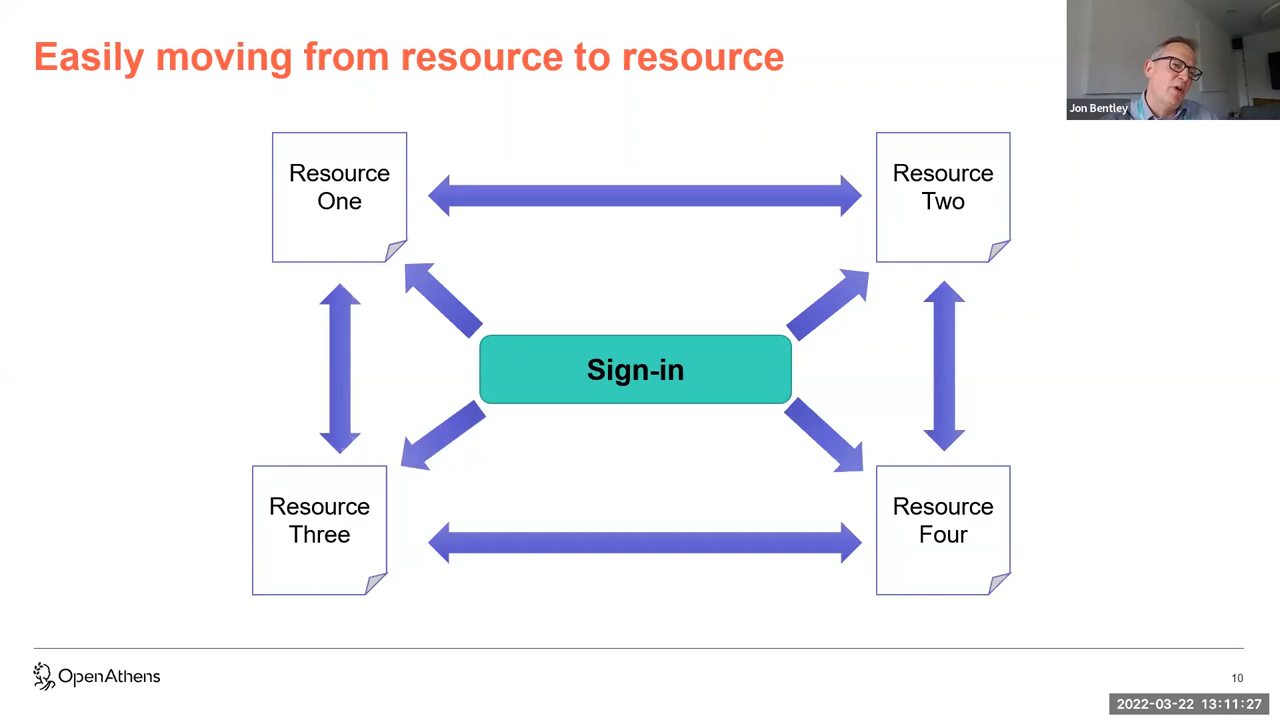 Easily moving from resource to resource
Jon Bentley
Resource
One
Resource
Two
Sign-in
Resource
Three
Resource
Four
OpenAthens
10
2022-03-22 13:11:27